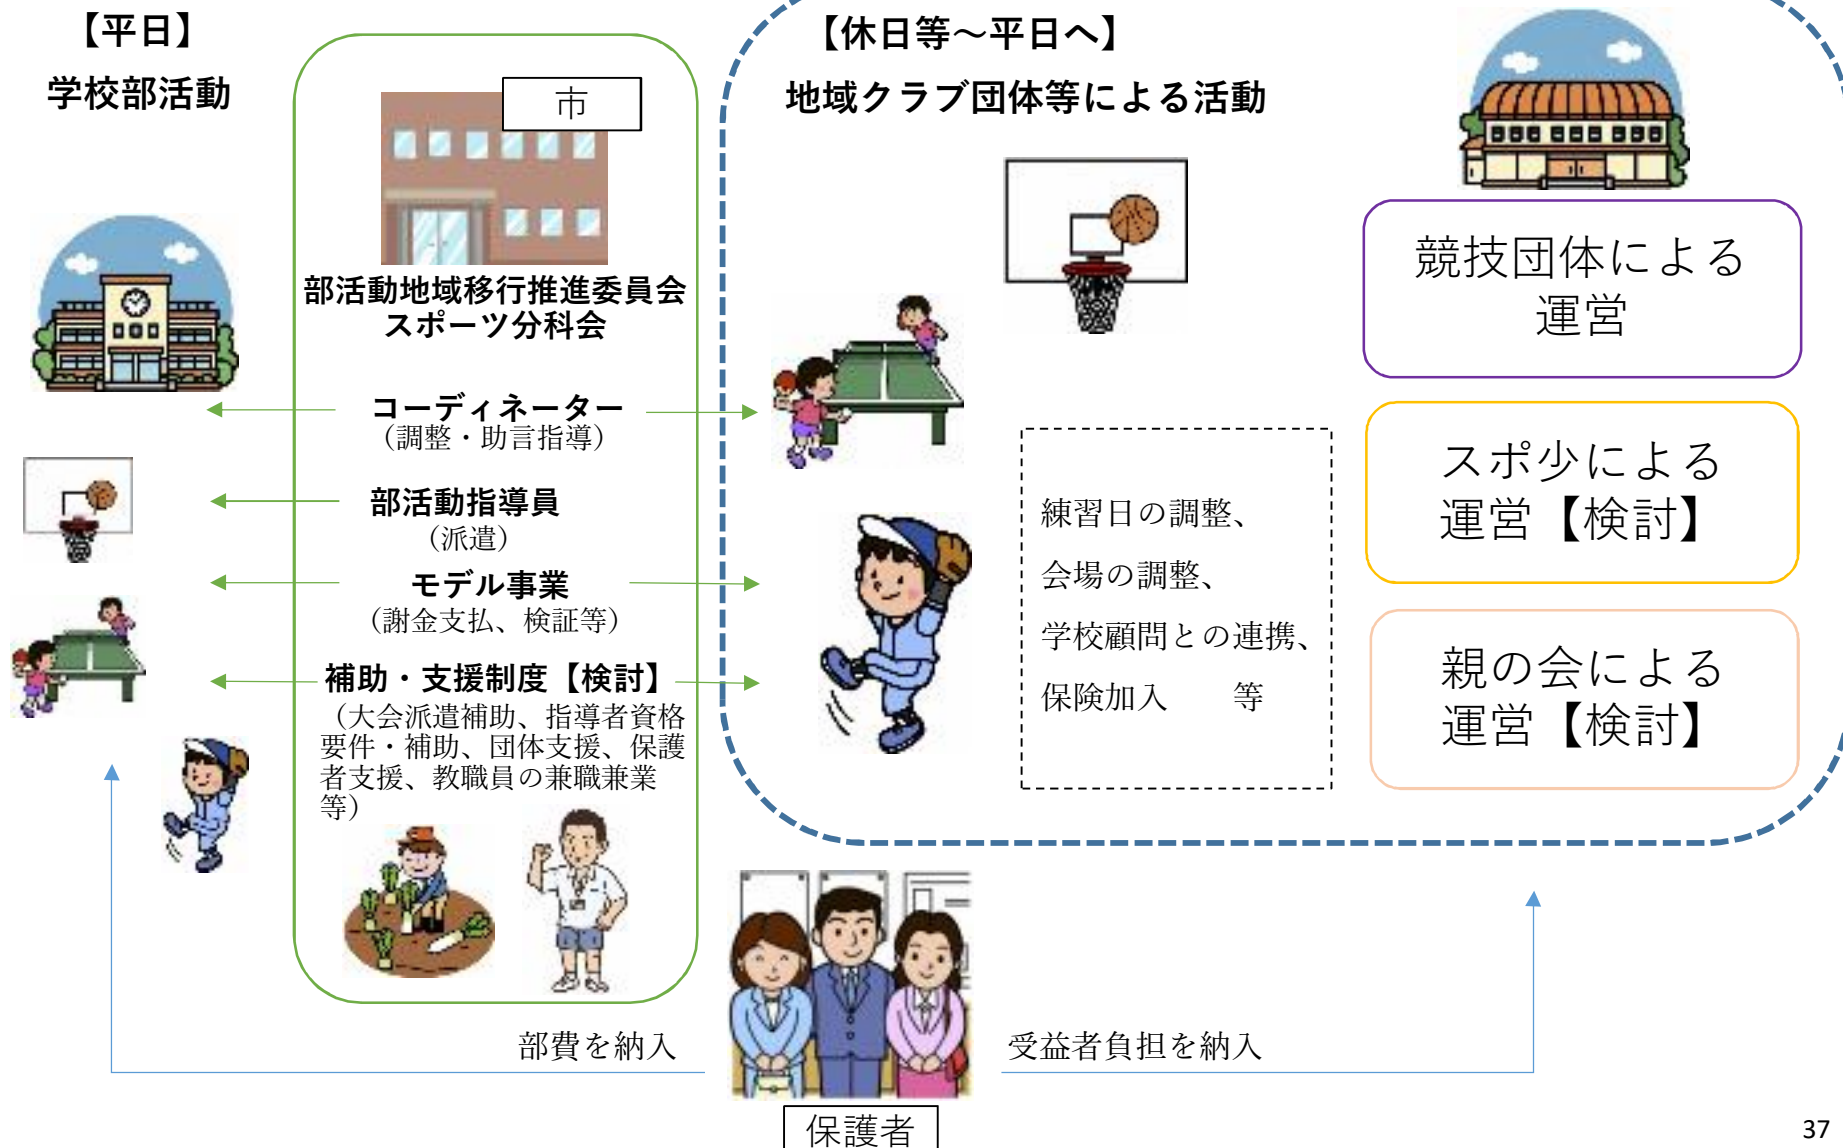 【平日】
学校部活動
市
部活動地域移行推進委員会
スポーツ分科会
コーディネーター
（調整・助言指導）
部活動指導員
（派遣）
モデル事業
（謝金支払、検証等）
補助・支援制度【検討】
（大会派遣補助、指導者資格
要件・補助、団体支援、保護
者支援、教職員の兼職兼業
等）
【休日等～平日へ】
地域クラブ団体等による活動
練習日の調整、
会場の調整、
学校顧問との連携、
保険加入　　等
競技団体による
運営
スポ少による
運営【検討】
親の会による
運営【検討】
部費を納入
受益者負担を納入
保護者
37